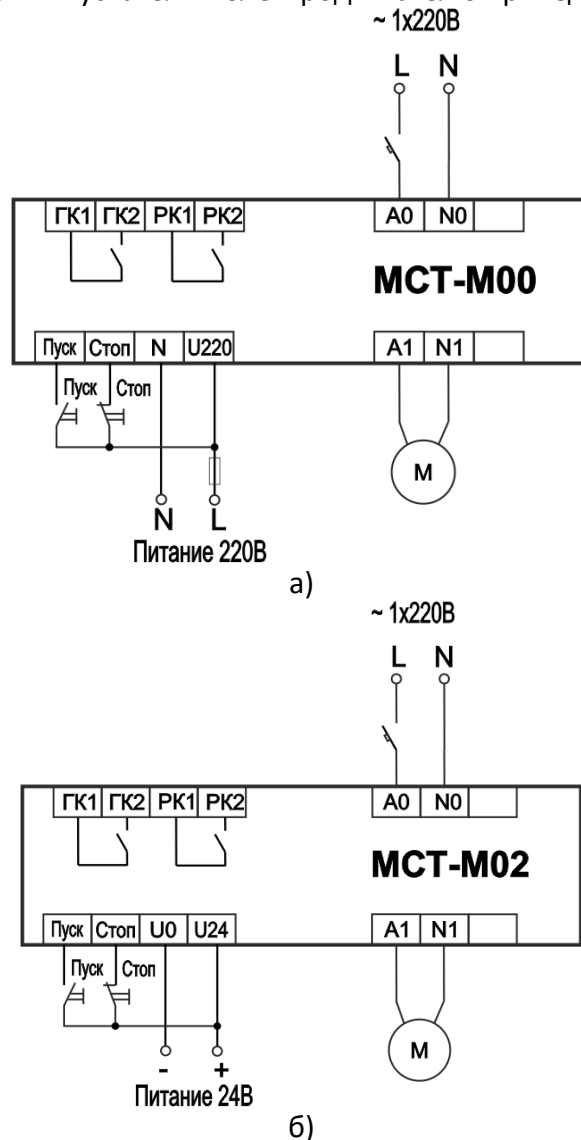 ~ 1x220В
L N
ГК1 ГК2 РК1 РК2 A0 N0
МСТ-М00
Пуск Стоп N U220 A1 N1
Пуск Стоп
М
N L
Питание 220В
а)
~ 1x220В
L N
ГК1 ГК2 РК1 РК2 A0 N0
МСТ-М02
Пуск Стоп U0 U24 A1 N1
Пуск Стоп
М
- +
Питание 24В
б)